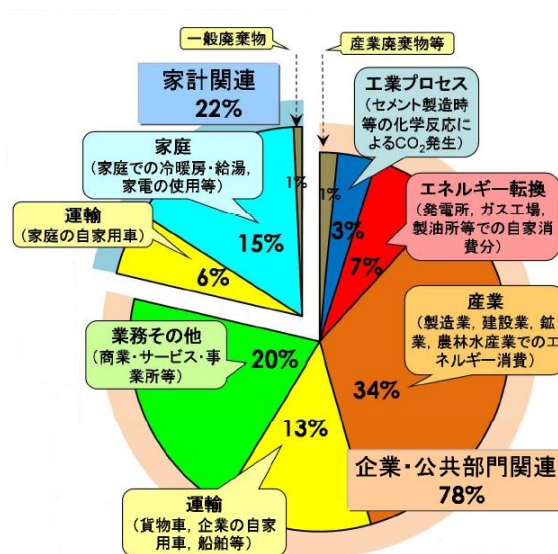 一般廃棄物
産業廃棄物等
家計関連
22%
工業プロセス
(セメント製造時
等の化学反応に
よるCO₂発生)
家庭
(家庭での冷暖房・給湯,
家電の使用等)
1%
1%
エネルギー転換
(発電所, ガス工場,
製油所等での自家消
費分)
3%
運輸
(家庭の自家用車)
15%
7%
6%
産業
(製造業, 建設業, 鉱
業, 農林水産業でのエ
ネルギー消費)
業務その他
(商業・サービス・事
業所等)
20%
34%
13%
企業・公共部門関連
78%
運輸
(貨物車, 企業の自家
用車, 船舶等)